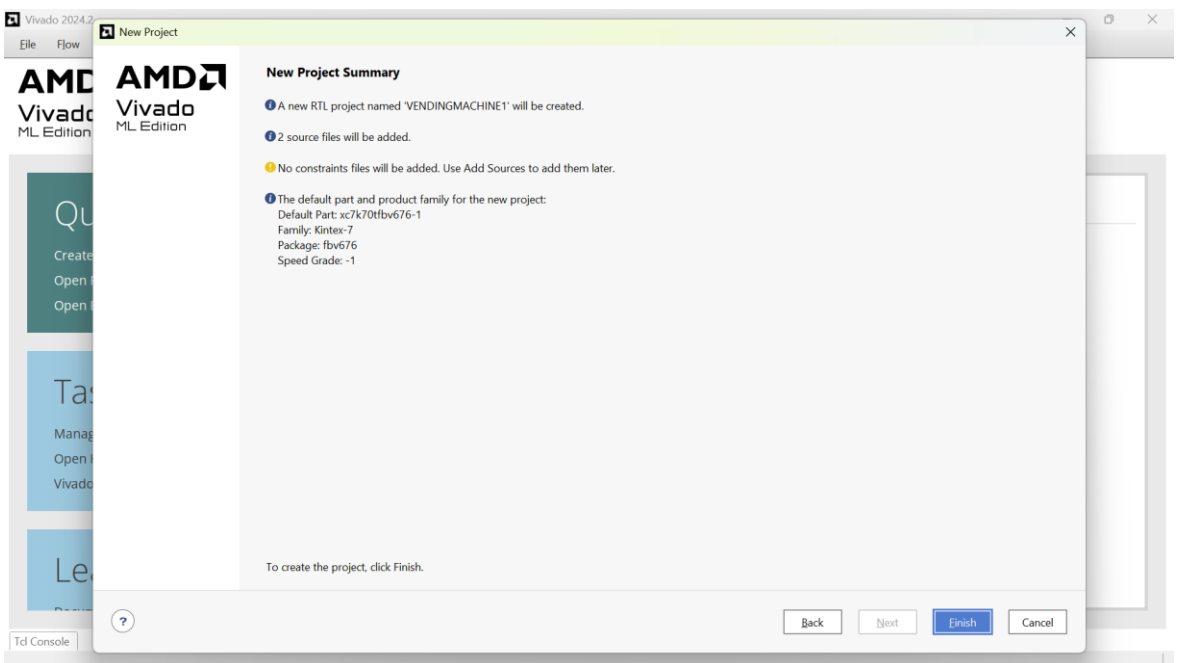 Vivado 2024.2
File Flow
AMD
Vivado
ML Edition
Qu
Create
Open
Open
Tas
Manag
Open
Vivado
Lea
Tcl Console
New Project
AMD
Vivado
ML Edition
New Project Summary
A new RTL project named 'VENDINGMACHINE1' will be created.
2 source files will be added.
No constraints files will be added. Use Add Sources to add them later.
The default part and product family for the new project:
Default Part: xc7k70tfbv676-1
Family: Kintex-7
Package: fbv676
Speed Grade: -1
To create the project, click Finish.
?
Back Next Finish Cancel